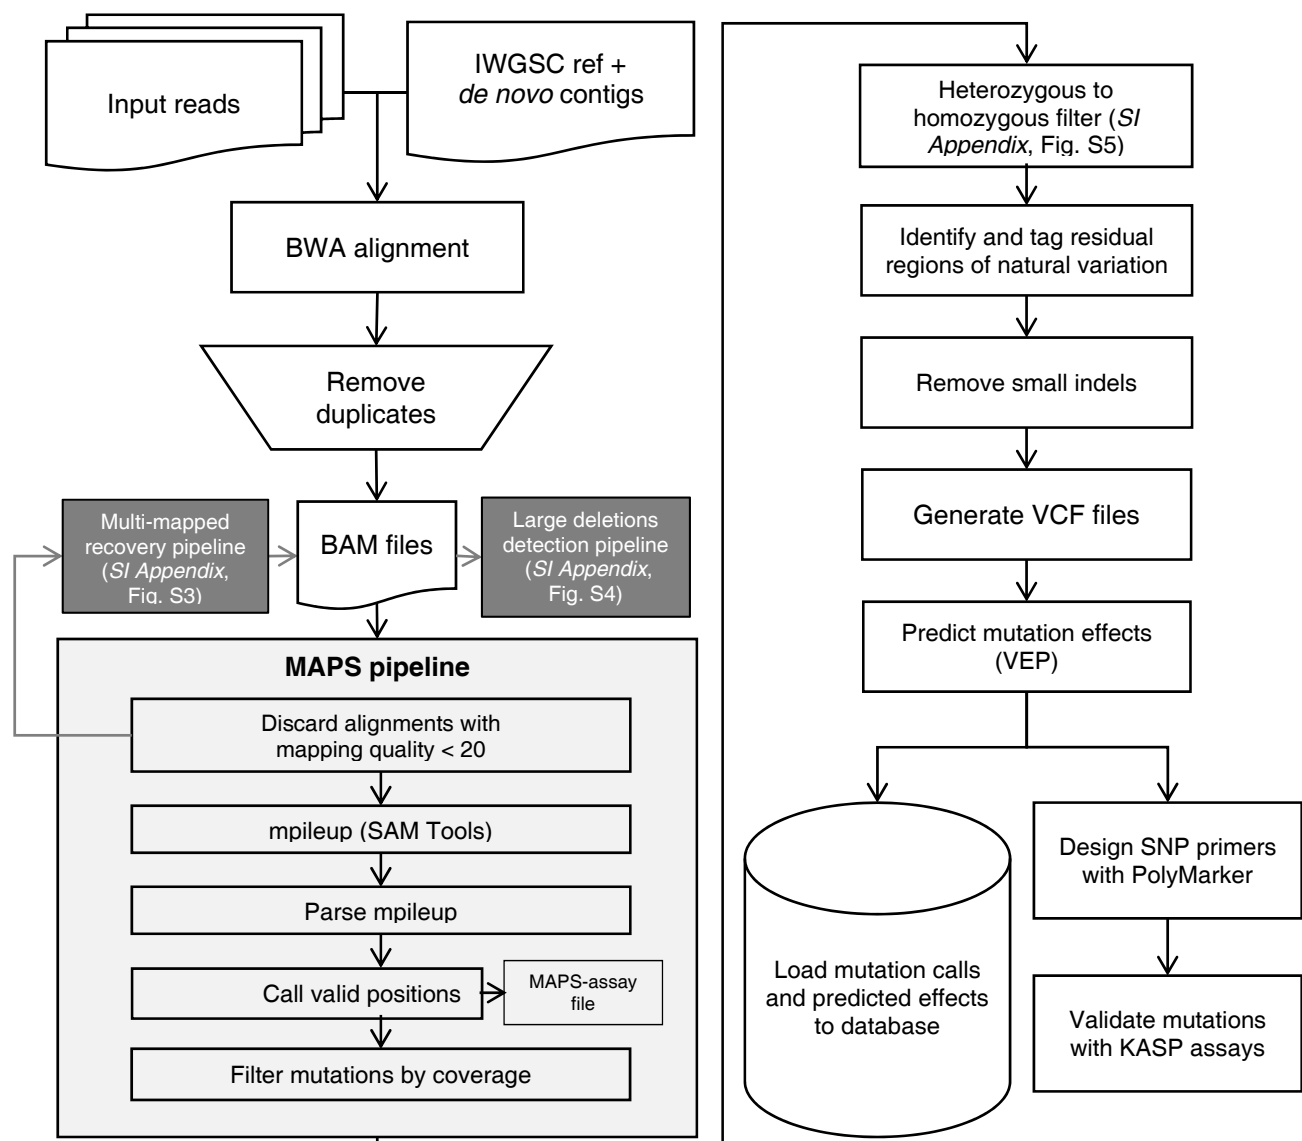 Input reads
IWGSC ref +
de novo contigs
BWA alignment
Remove
duplicates
Multi-mapped
recovery pipeline
(SI Appendix,
Fig. S3)
BAM files
Large deletions
detection pipeline
(SI Appendix,
Fig. S4)
MAPS pipeline
Discard alignments with
mapping quality < 20
mpileup (SAM Tools)
Parse mpileup
Call valid positions
MAPS-assay
file
Filter mutations by coverage
Heterozygous to
homozygous filter (SI
Appendix, Fig. S5)
Identify and tag residual
regions of natural variation
Remove small indels
Generate VCF files
Predict mutation effects
(VEP)
Load mutation calls
and predicted effects
to database
Design SNP primers
with PolyMarker
Validate mutations
with KASP assays